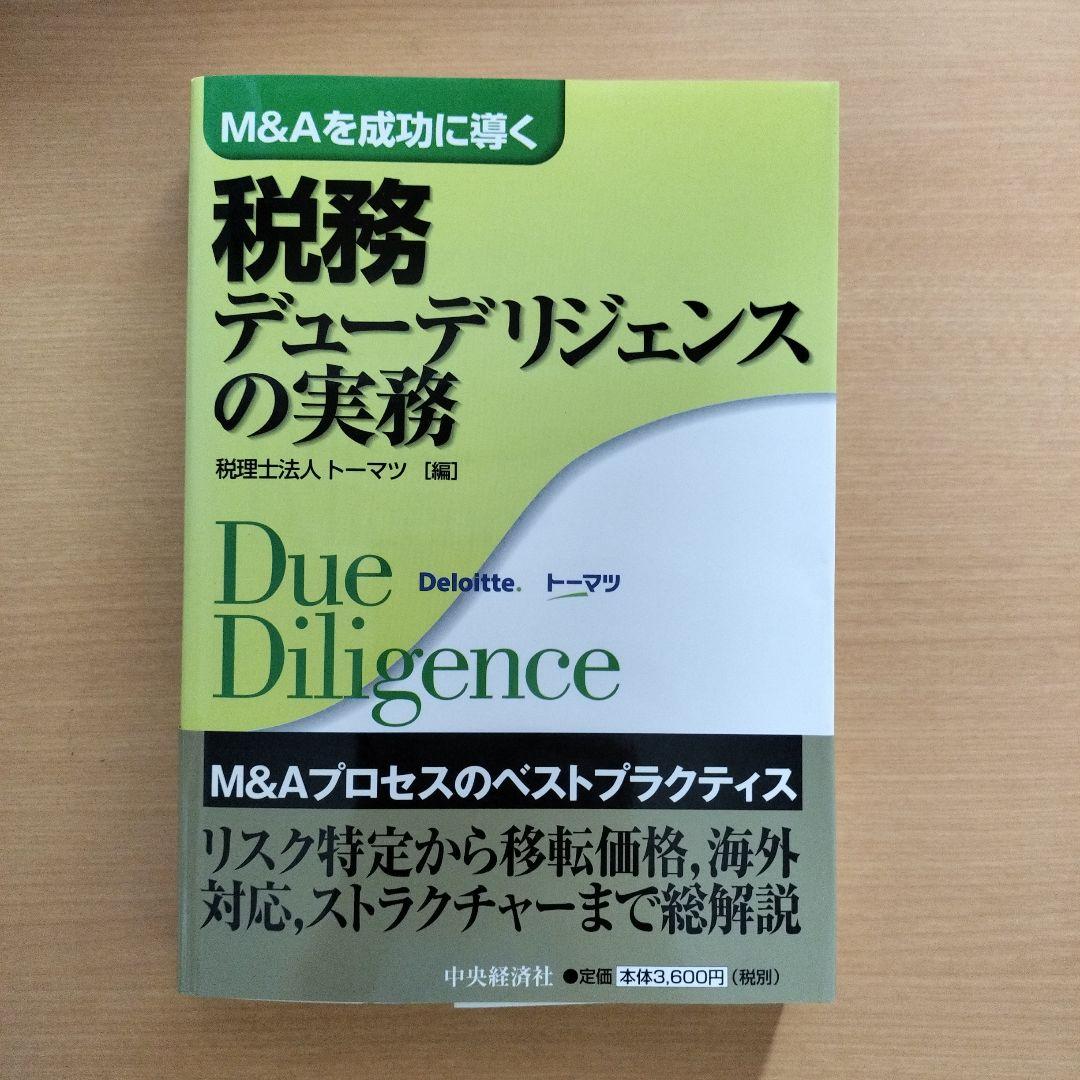 M&Aを成功に導く
税務
デューデリジェンス
の実務
税理士法人 トーマツ [編]
Due
Deloitte. トーマツ
Diligence
M&Aプロセスのベストプラクティス
リスク特定から移転価格,海外
対応,ストラクチャーまで総解説
中央経済社 ●定価 本体3,600円(税別)